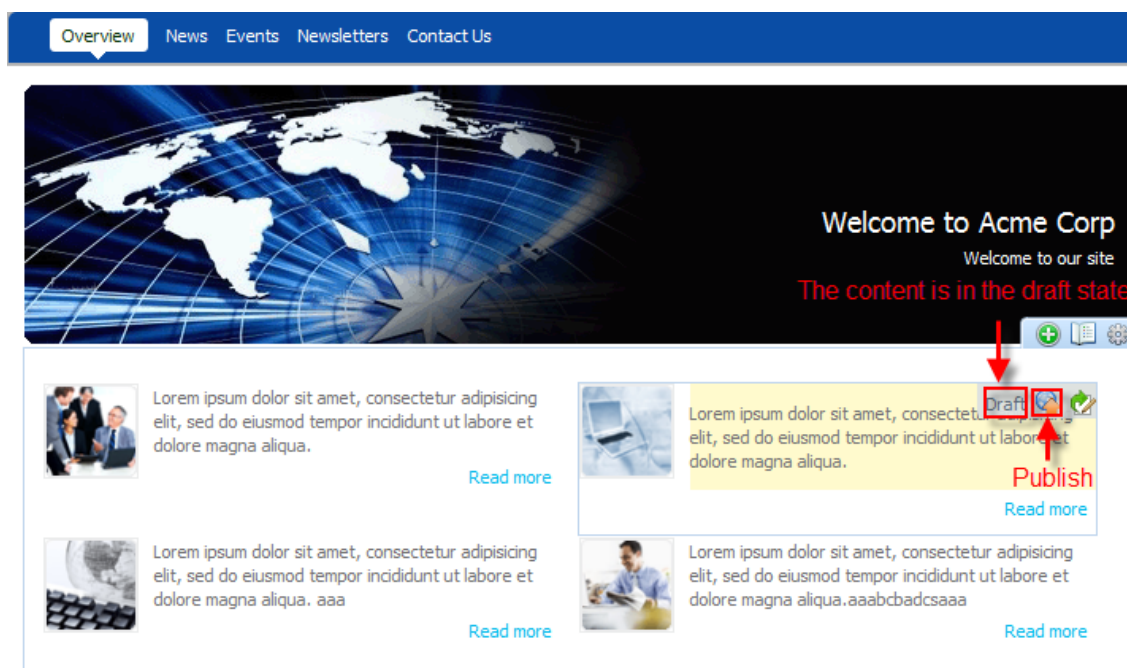 Overview News Events Newsletters Contact Us
Welcome to Acme Corp
Welcome to our site
The content is in the draft state
Lorem ipsum dolor sit amet, consectetur adipisicing
elit, sed do eiusmod tempor incididunt ut labore et
dolore magna aliqua.
Read more
Draft
Lorem ipsum dolor sit amet, consectetu
elit, sed do eiusmod tempor incididunt ut labore et
dolore magna aliqua.
Publish
Read more
Lorem ipsum dolor sit amet, consectetur adipisicing
elit, sed do eiusmod tempor incididunt ut labore et
dolore magna aliqua. aaa
Read more
Lorem ipsum dolor sit amet, consectetur adipisicing
elit, sed do eiusmod tempor incididunt ut labore et
dolore magna aliqua.aaabcbadcsaaa
Read more